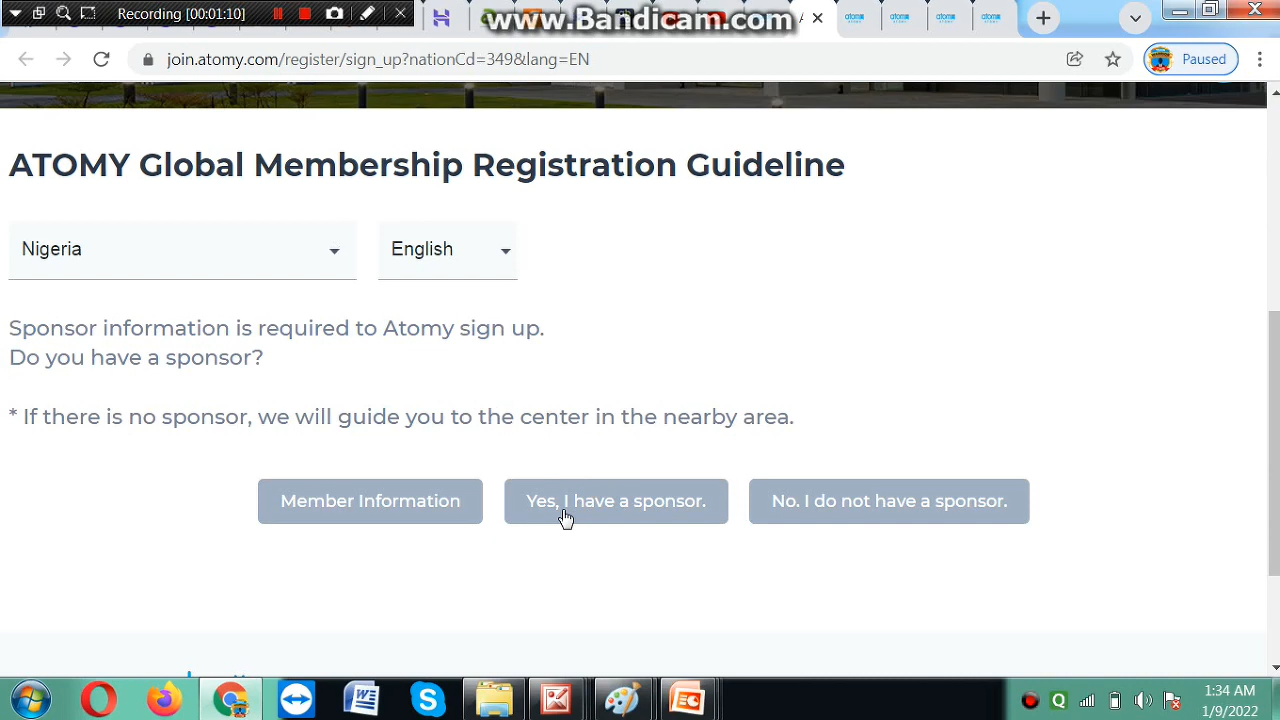 Recording [00:01:10]
www.Bandicam.com
join.atomy.com/register/sign_up?nationCd=349&lang=EN
Paused
ATOMY Global Membership Registration Guideline
Nigeria
English
Sponsor information is required to Atomy sign up.
Do you have a sponsor?
* If there is no sponsor, we will guide you to the center in the nearby area.
Member Information
Yes, I have a sponsor.
No. I do not have a sponsor.
1:34 AM
1/9/2022